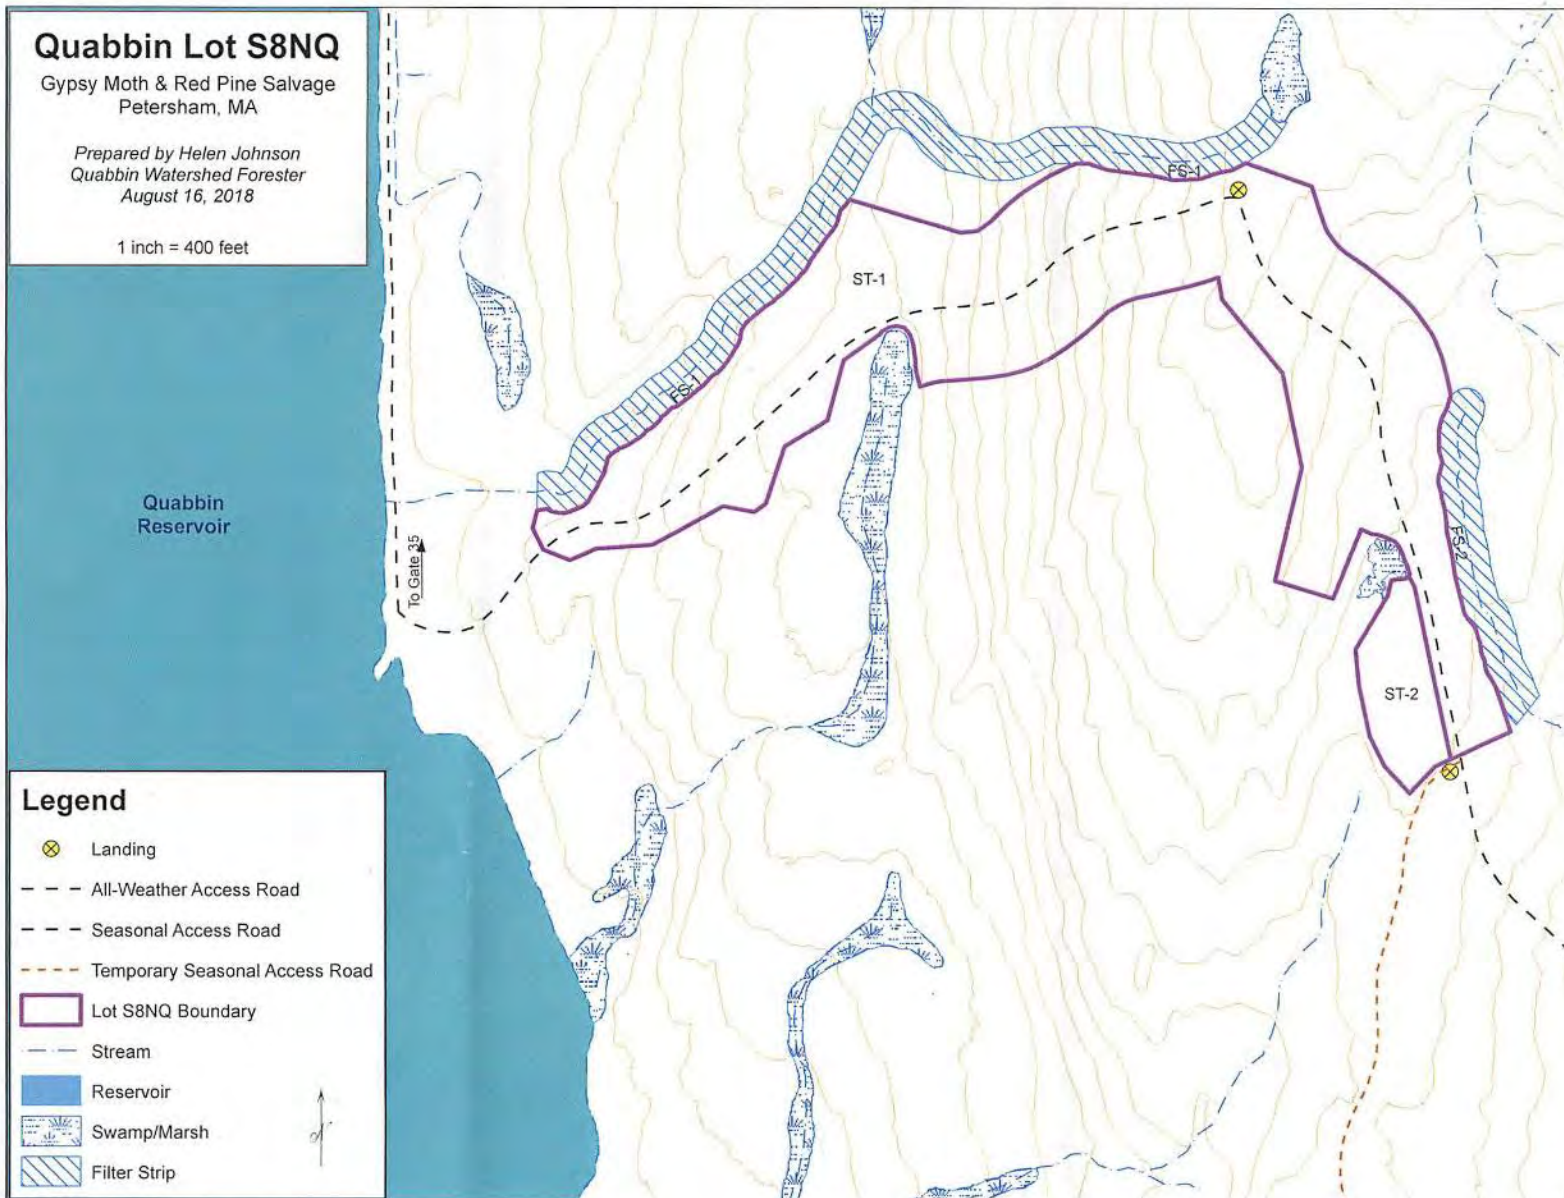 Quabbin Lot S8NQ
Gypsy Moth & Red Pine Salvage
Petersham, MA
Prepared by Helen Johnson
Quabbin Watershed Forester
August 16, 2018
1 inch = 400 feet
FS-1
ST-1
FS-1
Quabbin
Reservoir
To Gate 35
FS-2
ST-2
Legend
Landing
All-Weather Access Road
Seasonal Access Road
Temporary Seasonal Access Road
Lot S8NQ Boundary
Stream
Reservoir
Swamp/Marsh
Filter Strip